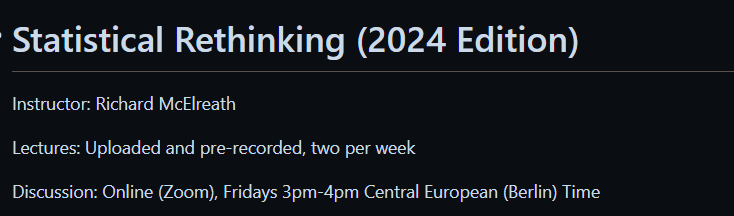 Statistical Rethinking (2024 Edition)
Instructor: Richard McElreath
Lectures: Uploaded and pre-recorded, two per week
Discussion: Online (Zoom), Fridays 3pm-4pm Central European (Berlin) Time